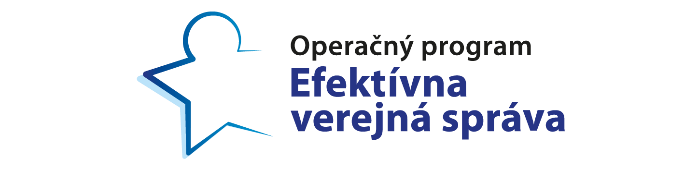 Operačný program
Efektívna
verejná správa